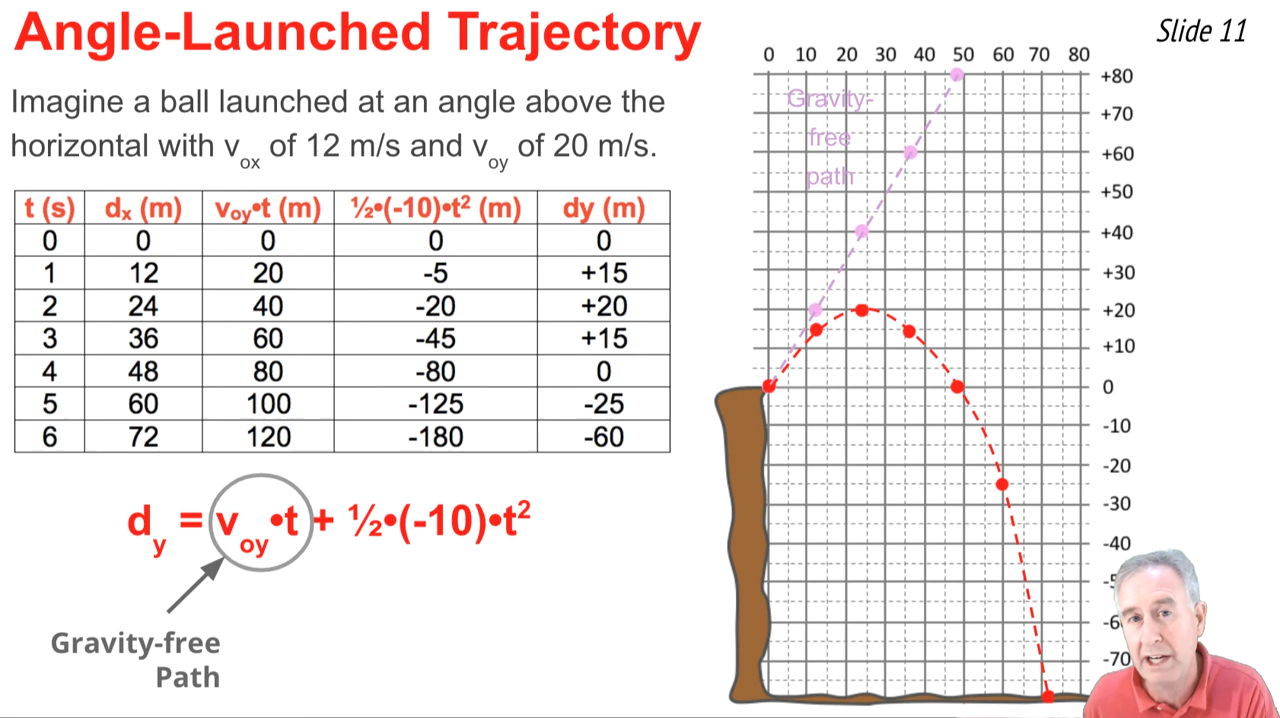 Angle-Launched Trajectory
Slide 11
Imagine a ball launched at an angle above the
horizontal with vox of 12 m/s and voy of 20 m/s.
t (s) dx (m) voy•t (m) ½•(-10)•t² (m) dy (m)
0 0 0 0 0
1 12 20 -5 +15
2 24 40 -20 +20
3 36 60 -45 +15
4 48 80 -80 0
5 60 100 -125 -25
6 72 120 -180 -60
dy = voy•t + ½•(-10)•t²
Gravity-free
Path
0 10 20 30 40 50 60 70 80
Gravity-
free
path
+80
+70
+60
+50
+40
+30
+20
+10
0
-10
-20
-30
-40
-70